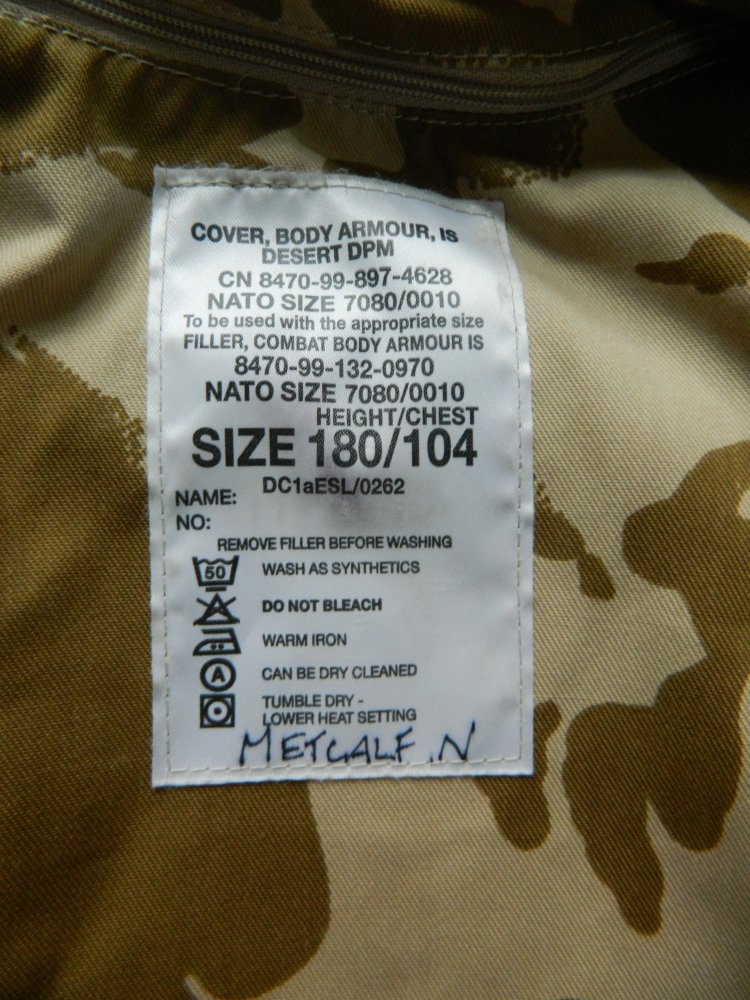 COVER, BODY ARMOUR, IS
DESERT DPM
CN 8470-99-897-4628
NATO SIZE 7080/0010
To be used with the appropriate size
FILLER, COMBAT BODY ARMOUR IS
8470-99-132-0970
NATO SIZE 7080/0010
HEIGHT/CHEST
SIZE 180/104
DC1aESL/0262
NAME:
NO:
REMOVE FILLER BEFORE WASHING
50 WASH AS SYNTHETICS
DO NOT BLEACH
WARM IRON
A CAN BE DRY CLEANED
TUMBLE DRY -
LOWER HEAT SETTING
METCALF .N